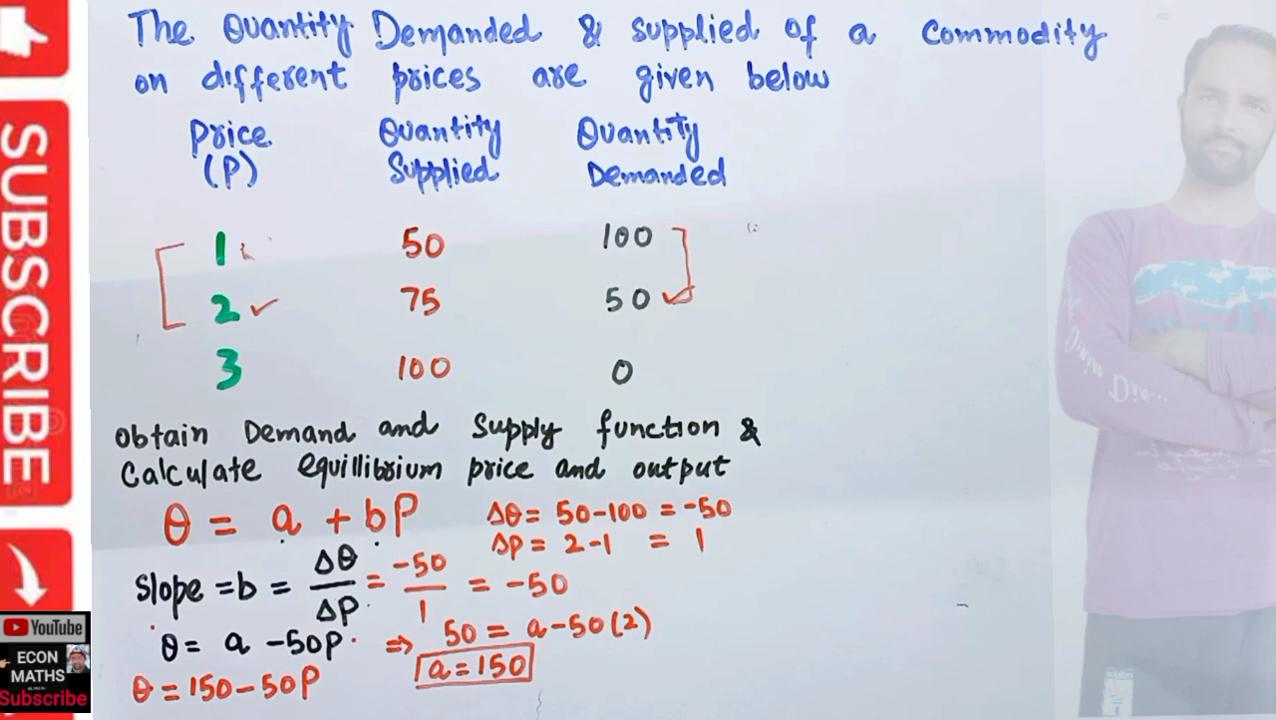 The Quantity Demanded & supplied of a commodity
on different prices are given below
Price Quantity Quantity
(P) Supplied Demanded
1 50 100
2 ✓ 75 50 ✓
3 100 0
Obtain Demand and Supply function &
Calculate equillibrium price and output
Q = a + bP ΔQ = 50-100 = -50
ΔP = 2-1 = 1
Slope = b = ΔQ/ΔP = -50/1 = -50
Q = a -50P ⇒ 50 = a-50(2)
a = 150
Q = 150-50P
SUBSCRIBE
YouTube
ECON
MATHS
Subscribe